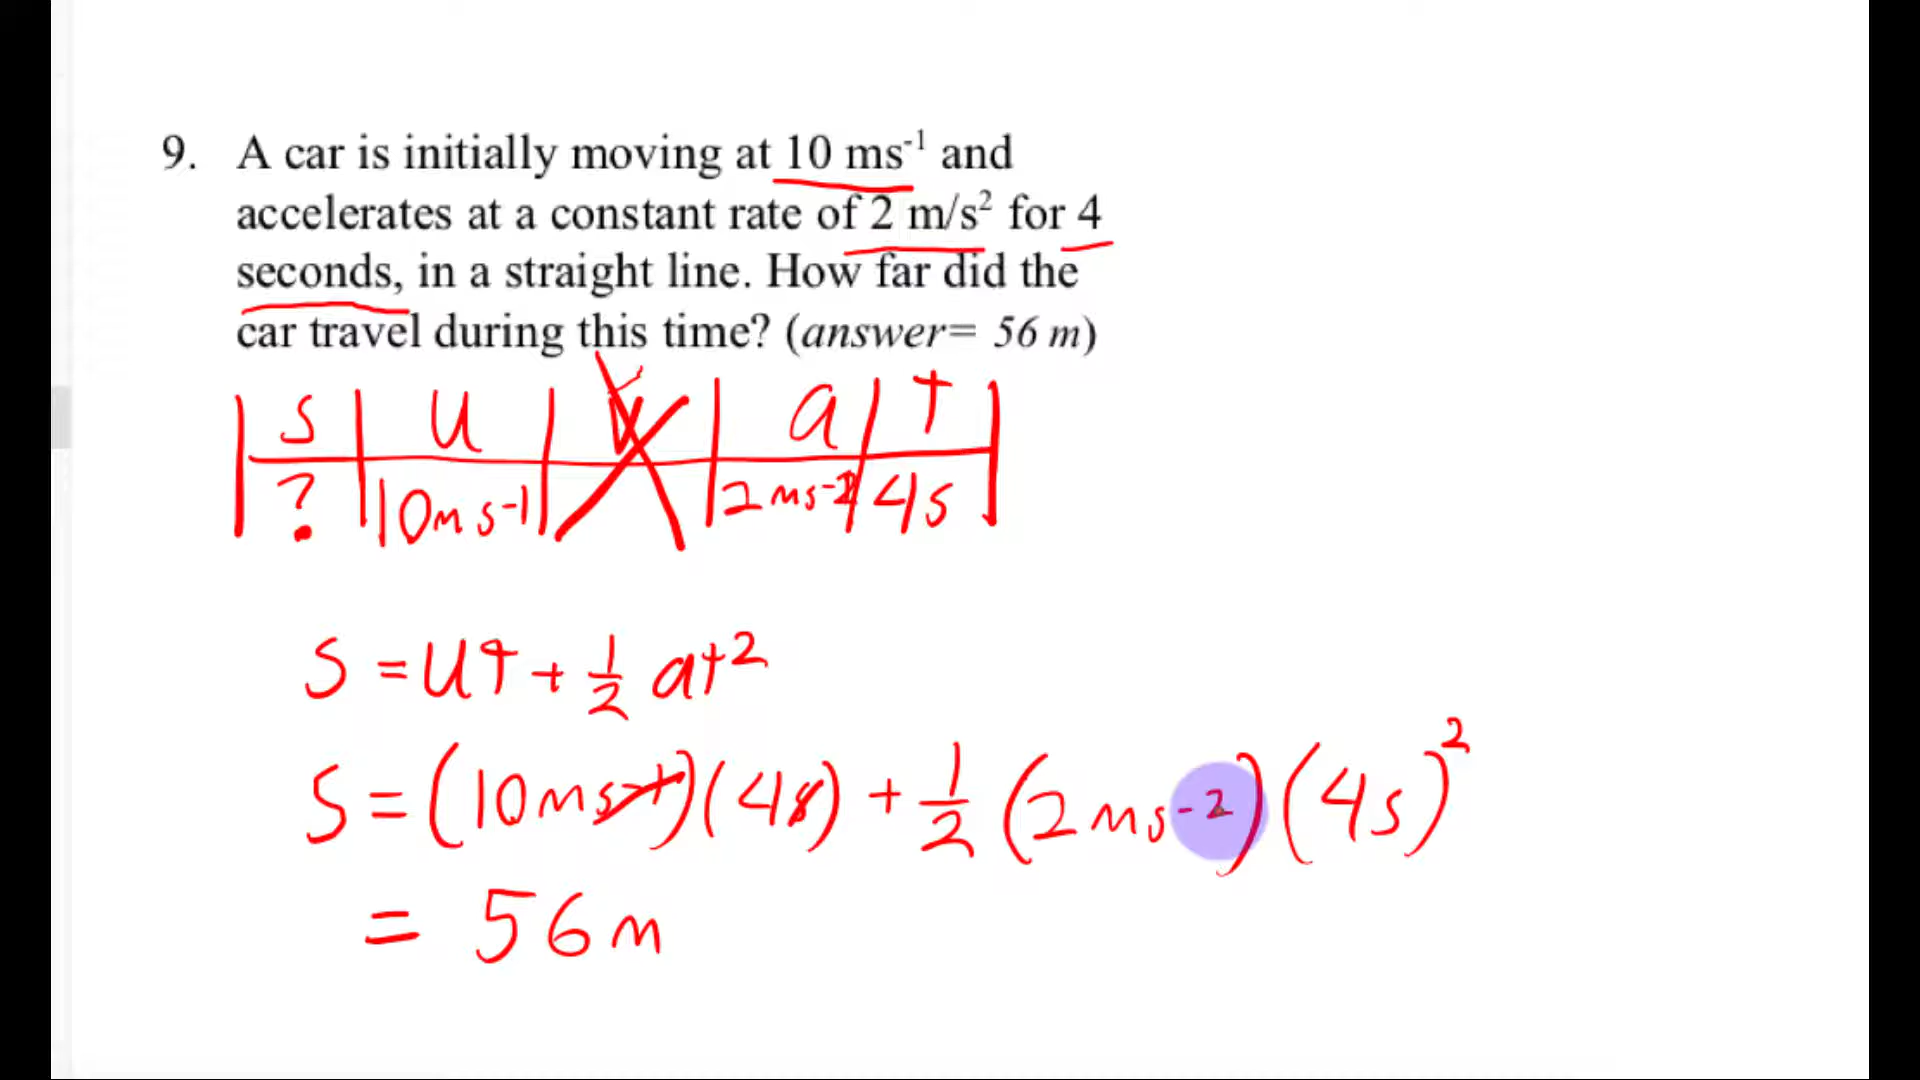 9. A car is initially moving at 10 ms⁻¹ and
accelerates at a constant rate of 2 m/s² for 4
seconds, in a straight line. How far did the
car travel during this time? (answer= 56 m)
s | u | v | a | t
? | 10ms⁻¹ | | 2ms⁻² | 4s
s = ut + ½ at²
s = (10ms⁻¹)(4s) + ½ (2ms⁻²)(4s)²
= 56m